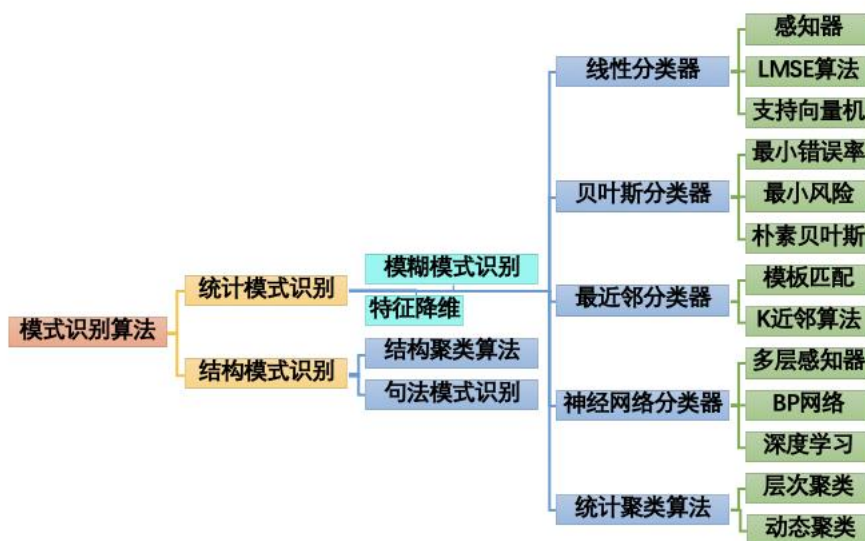 模式识别算法
统计模式识别
结构模式识别
模糊模式识别
特征降维
结构聚类算法
句法模式识别
线性分类器
感知器
LMSE算法
支持向量机
贝叶斯分类器
最小错误率
最小风险
朴素贝叶斯
最近邻分类器
模板匹配
K近邻算法
神经网络分类器
多层感知器
BP网络
深度学习
统计聚类算法
层次聚类
动态聚类